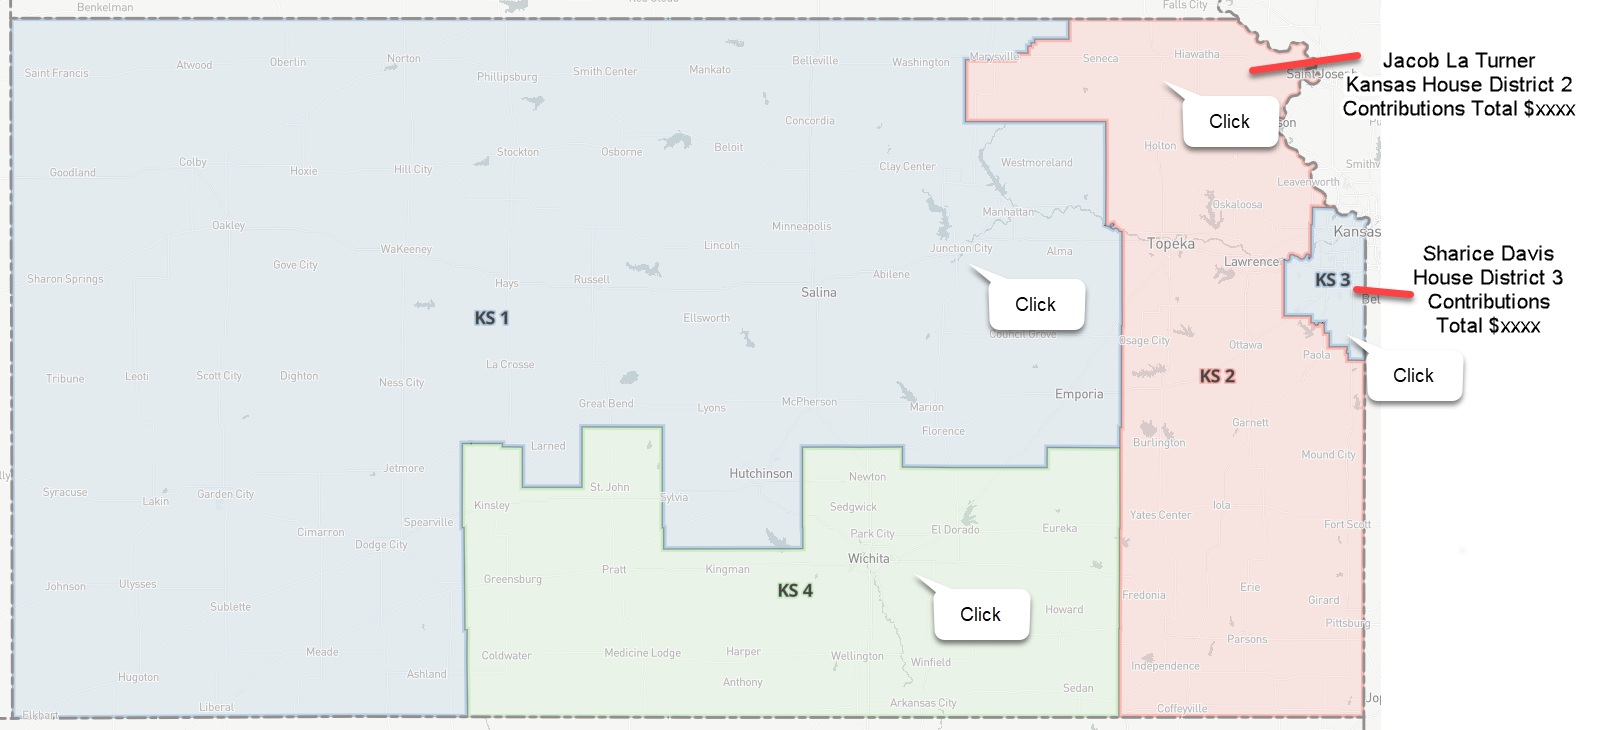 Benkelman
Falls City
Saint Francis
Atwood
Oberlin
Norton
Phillipsburg
Smith Center
Mankato
Belleville
Washington
Marysville
Seneca
Hiawatha
Saint Joseph
Jacob La Turner
Kansas House District 2
Contributions Total $xxxx
Click
son
Concordia
Goodland
Colby
Hoxie
Hill City
Stockton
Osborne
Beloit
Clay Center
Westmoreland
Holton
Smithv
Leavenworth
Oskaloosa
Manhattan
Oakley
WaKeeney
Minneapolis
Lincoln
Junction City
Alma
Topeka
Lawrence
Kansas
Sharon Springs
Gove City
Hays
Russell
Salina
Abilene
KS 3
Bel
Sharice Davis
House District 3
Contributions
Total $xxxx
Click
KS 1
Ellsworth
Click
Council Grove
Osage City
Ottawa
Paola
Tribune
Leoti
Scott City
Dighton
Ness City
La Crosse
Great Bend
Lyons
McPherson
Marion
Emporia
KS 2
Florence
Garnett
Burlington
Mound City
Larned
Jetmore
Hutchinson
Newton
lly
Syracuse
Lakin
Garden City
Kinsley
St. John
Sylvia
Sedgwick
Iola
Yates Center
Fort Scott
Cimarron
Spearville
Dodge City
Park City
El Dorado
Eureka
Wichita
Johnson
Ulysses
Sublette
Greensburg
Pratt
Kingman
KS 4
Click
Howard
Fredonia
Erie
Girard
Pittsburg
Parsons
Meade
Coldwater
Medicine Lodge
Harper
Wellington
Winfield
Independence
Hugoton
Ashland
Anthony
Sedan
Elkhart
Liberal
Arkansas City
Coffeyville
Jop